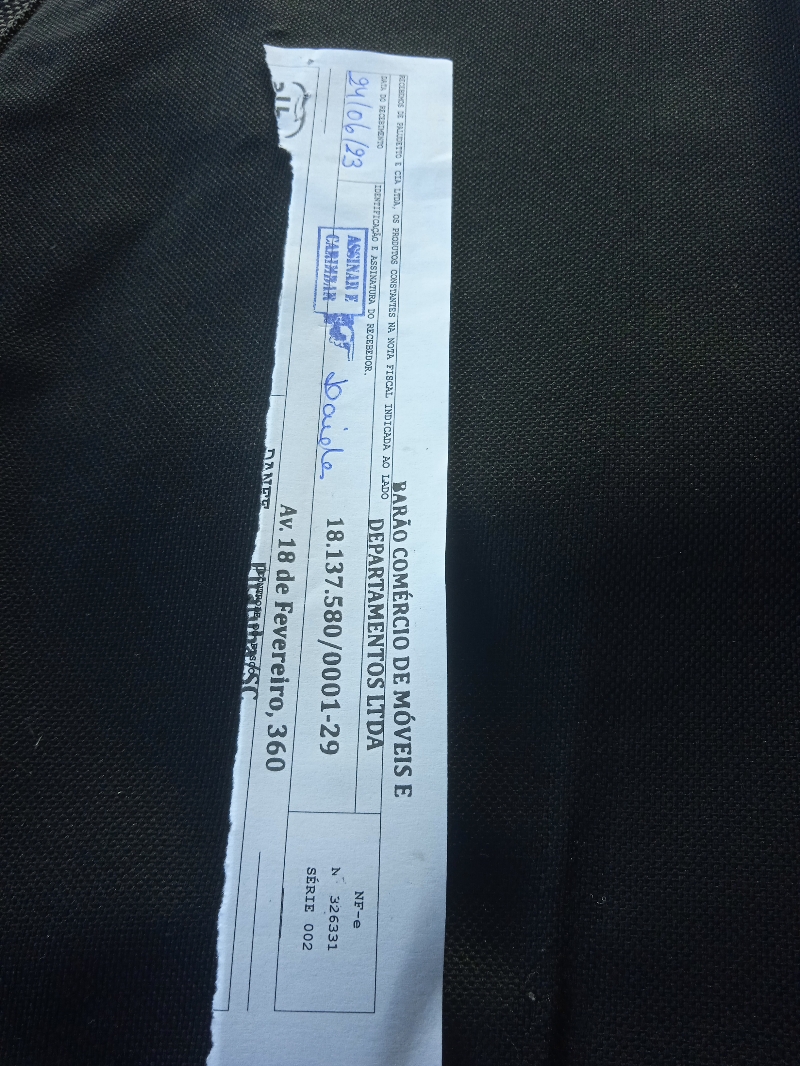 RECEBEMOS DE PALUDETTO E CIA LTDA, OS PRODUTOS CONSTANTES NA NOTA FISCAL INDICADA AO LADO
DATA DO RECEBIMENTO
IDENTIFICAÇÃO E ASSINATURA DO RECEBEDOR.
24/06/23
ASSINAR E
CARIMBAR
BARÃO COMÉRCIO DE MÓVEIS E
DEPARTAMENTOS LTDA
18.137.580/0001-29
Av. 18 de Fevereiro, 360
NF-e
N° 326331
SÉRIE 002
DANFE